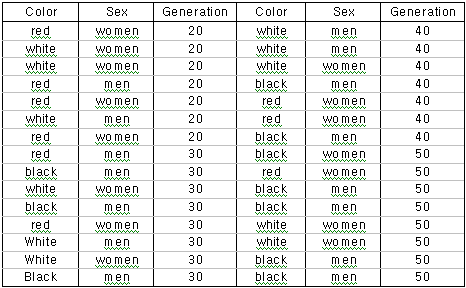 Color Sex Generation Color Sex Generation
red women 20 white men 40
white women 20 white men 40
white women 20 white women 40
red men 20 black men 40
red women 20 red women 40
white men 20 red women 40
red women 20 black men 40
red men 30 black women 50
black men 30 red women 50
white women 30 black men 50
black men 30 black men 50
red women 30 white women 50
White men 30 white women 50
White women 30 black men 50
Black men 30 black men 50